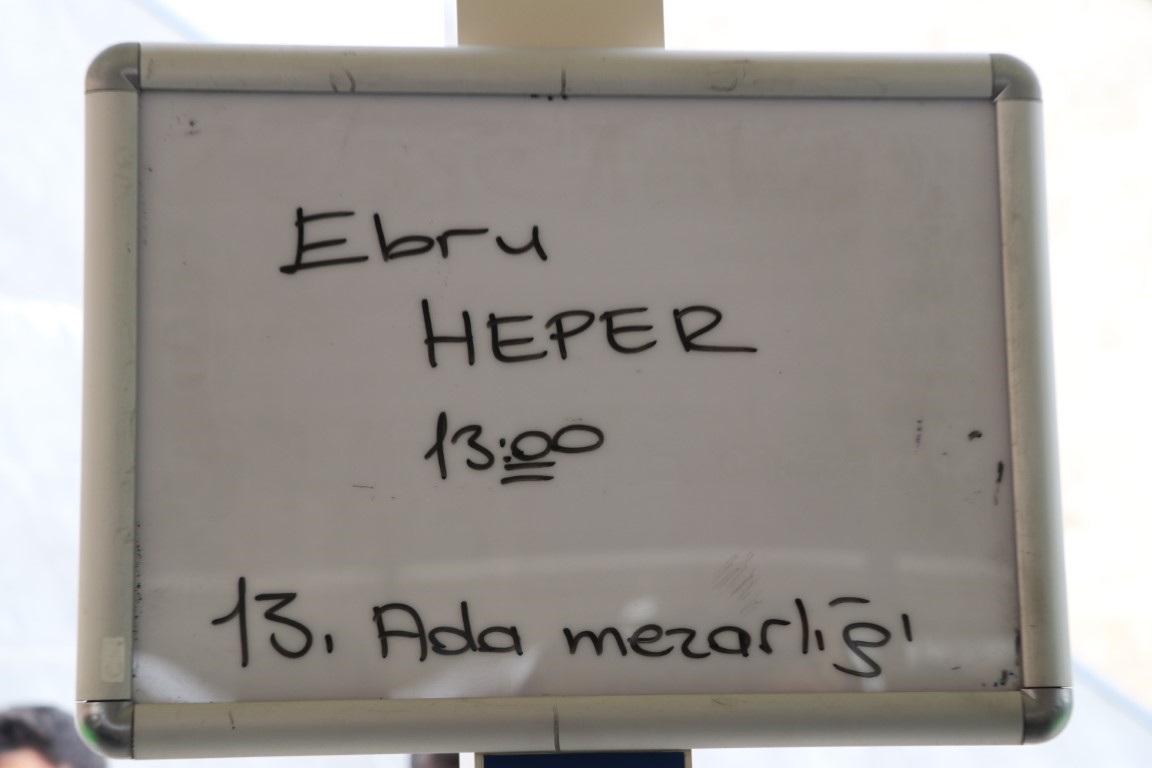 Ebru
HEPER
13:00
13. Ada mezarlığı